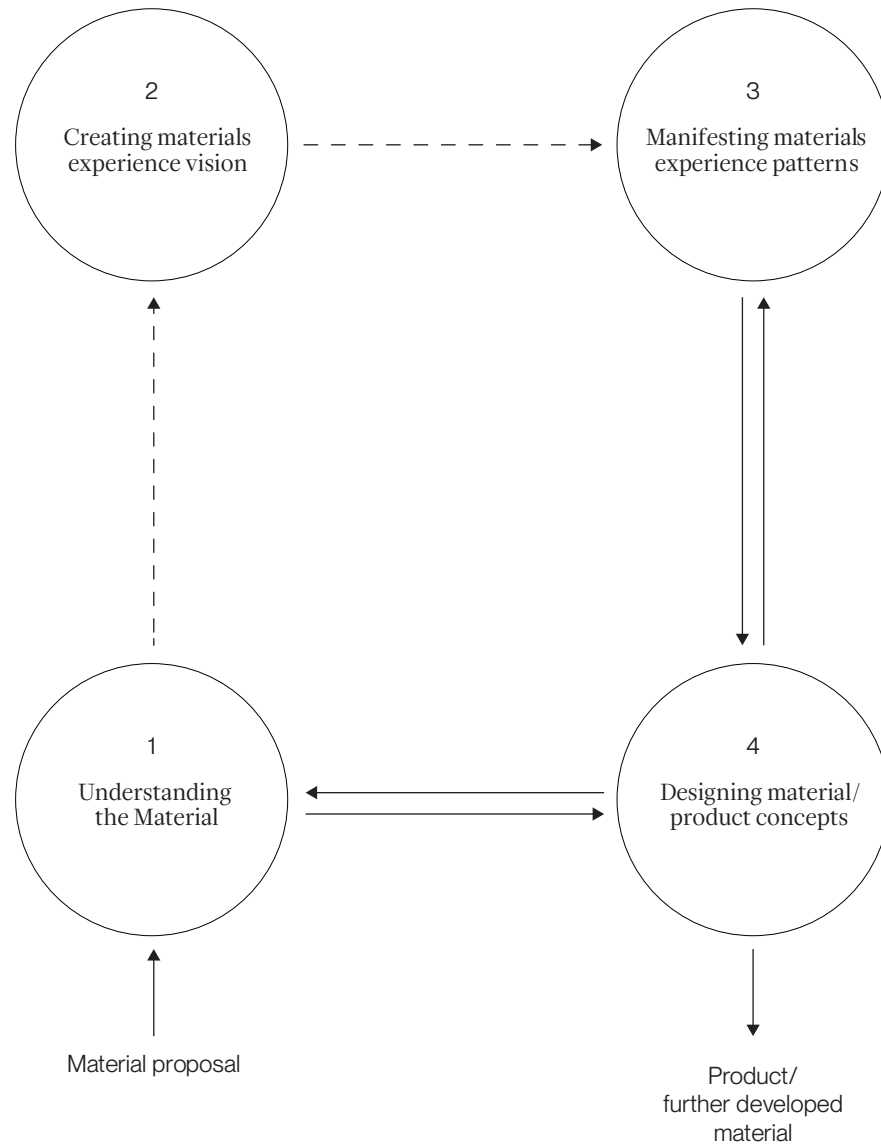 2
Creating materials
experience vision
3
Manifesting materials
experience patterns
1
Understanding
the Material
4
Designing material/
product concepts
Material proposal
Product/
further developed
material